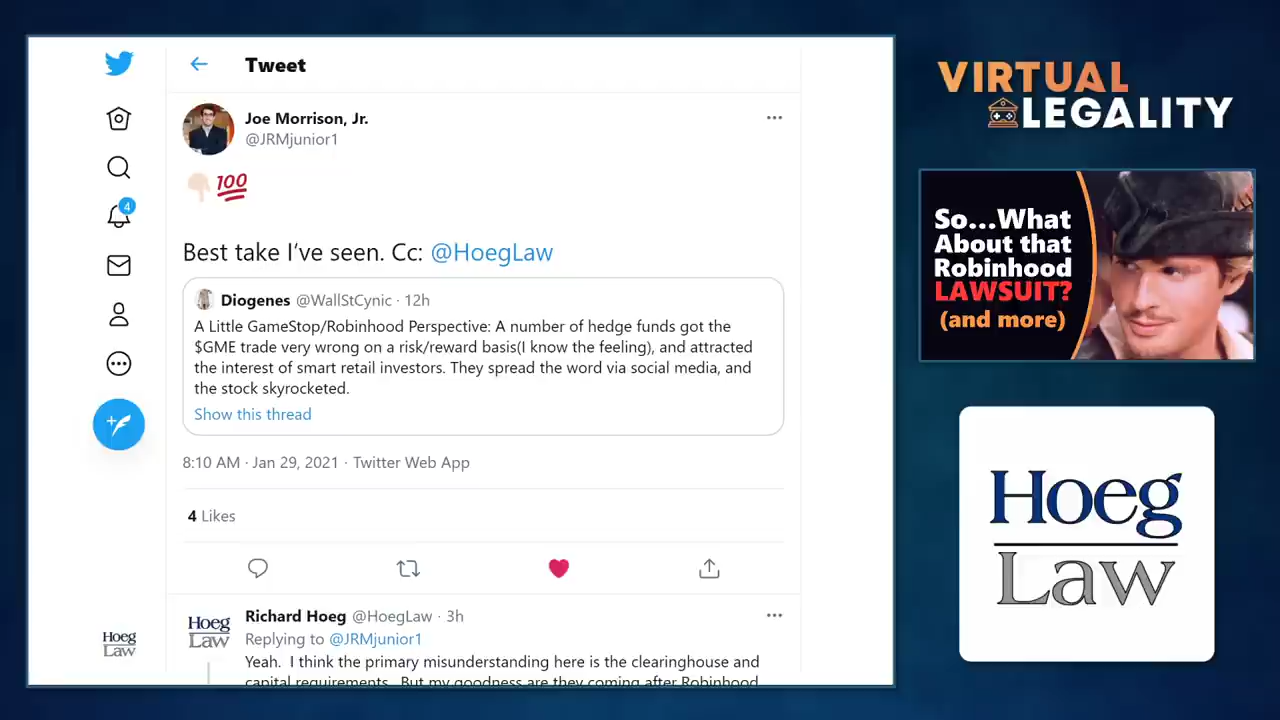 Tweet
Joe Morrison, Jr.
@JRMjunior1
100
Best take I've seen. Cc: @HoegLaw
Diogenes @WallStCynic · 12h
A Little GameStop/Robinhood Perspective: A number of hedge funds got the
$GME trade very wrong on a risk/reward basis(I know the feeling), and attracted
the interest of smart retail investors. They spread the word via social media, and
the stock skyrocketed.
Show this thread
8:10 AM · Jan 29, 2021 · Twitter Web App
4 Likes
Richard Hoeg @HoegLaw · 3h
Replying to @JRMjunior1
Yeah. I think the primary misunderstanding here is the clearinghouse and
capital requirements. But my goodness are they coming after Robinhood
4
Hoeg
Law
Hoeg
Law
VIRTUAL
LEGALITY
So...What
About that
Robinhood
LAWSUIT?
(and more)
Hoeg
Law